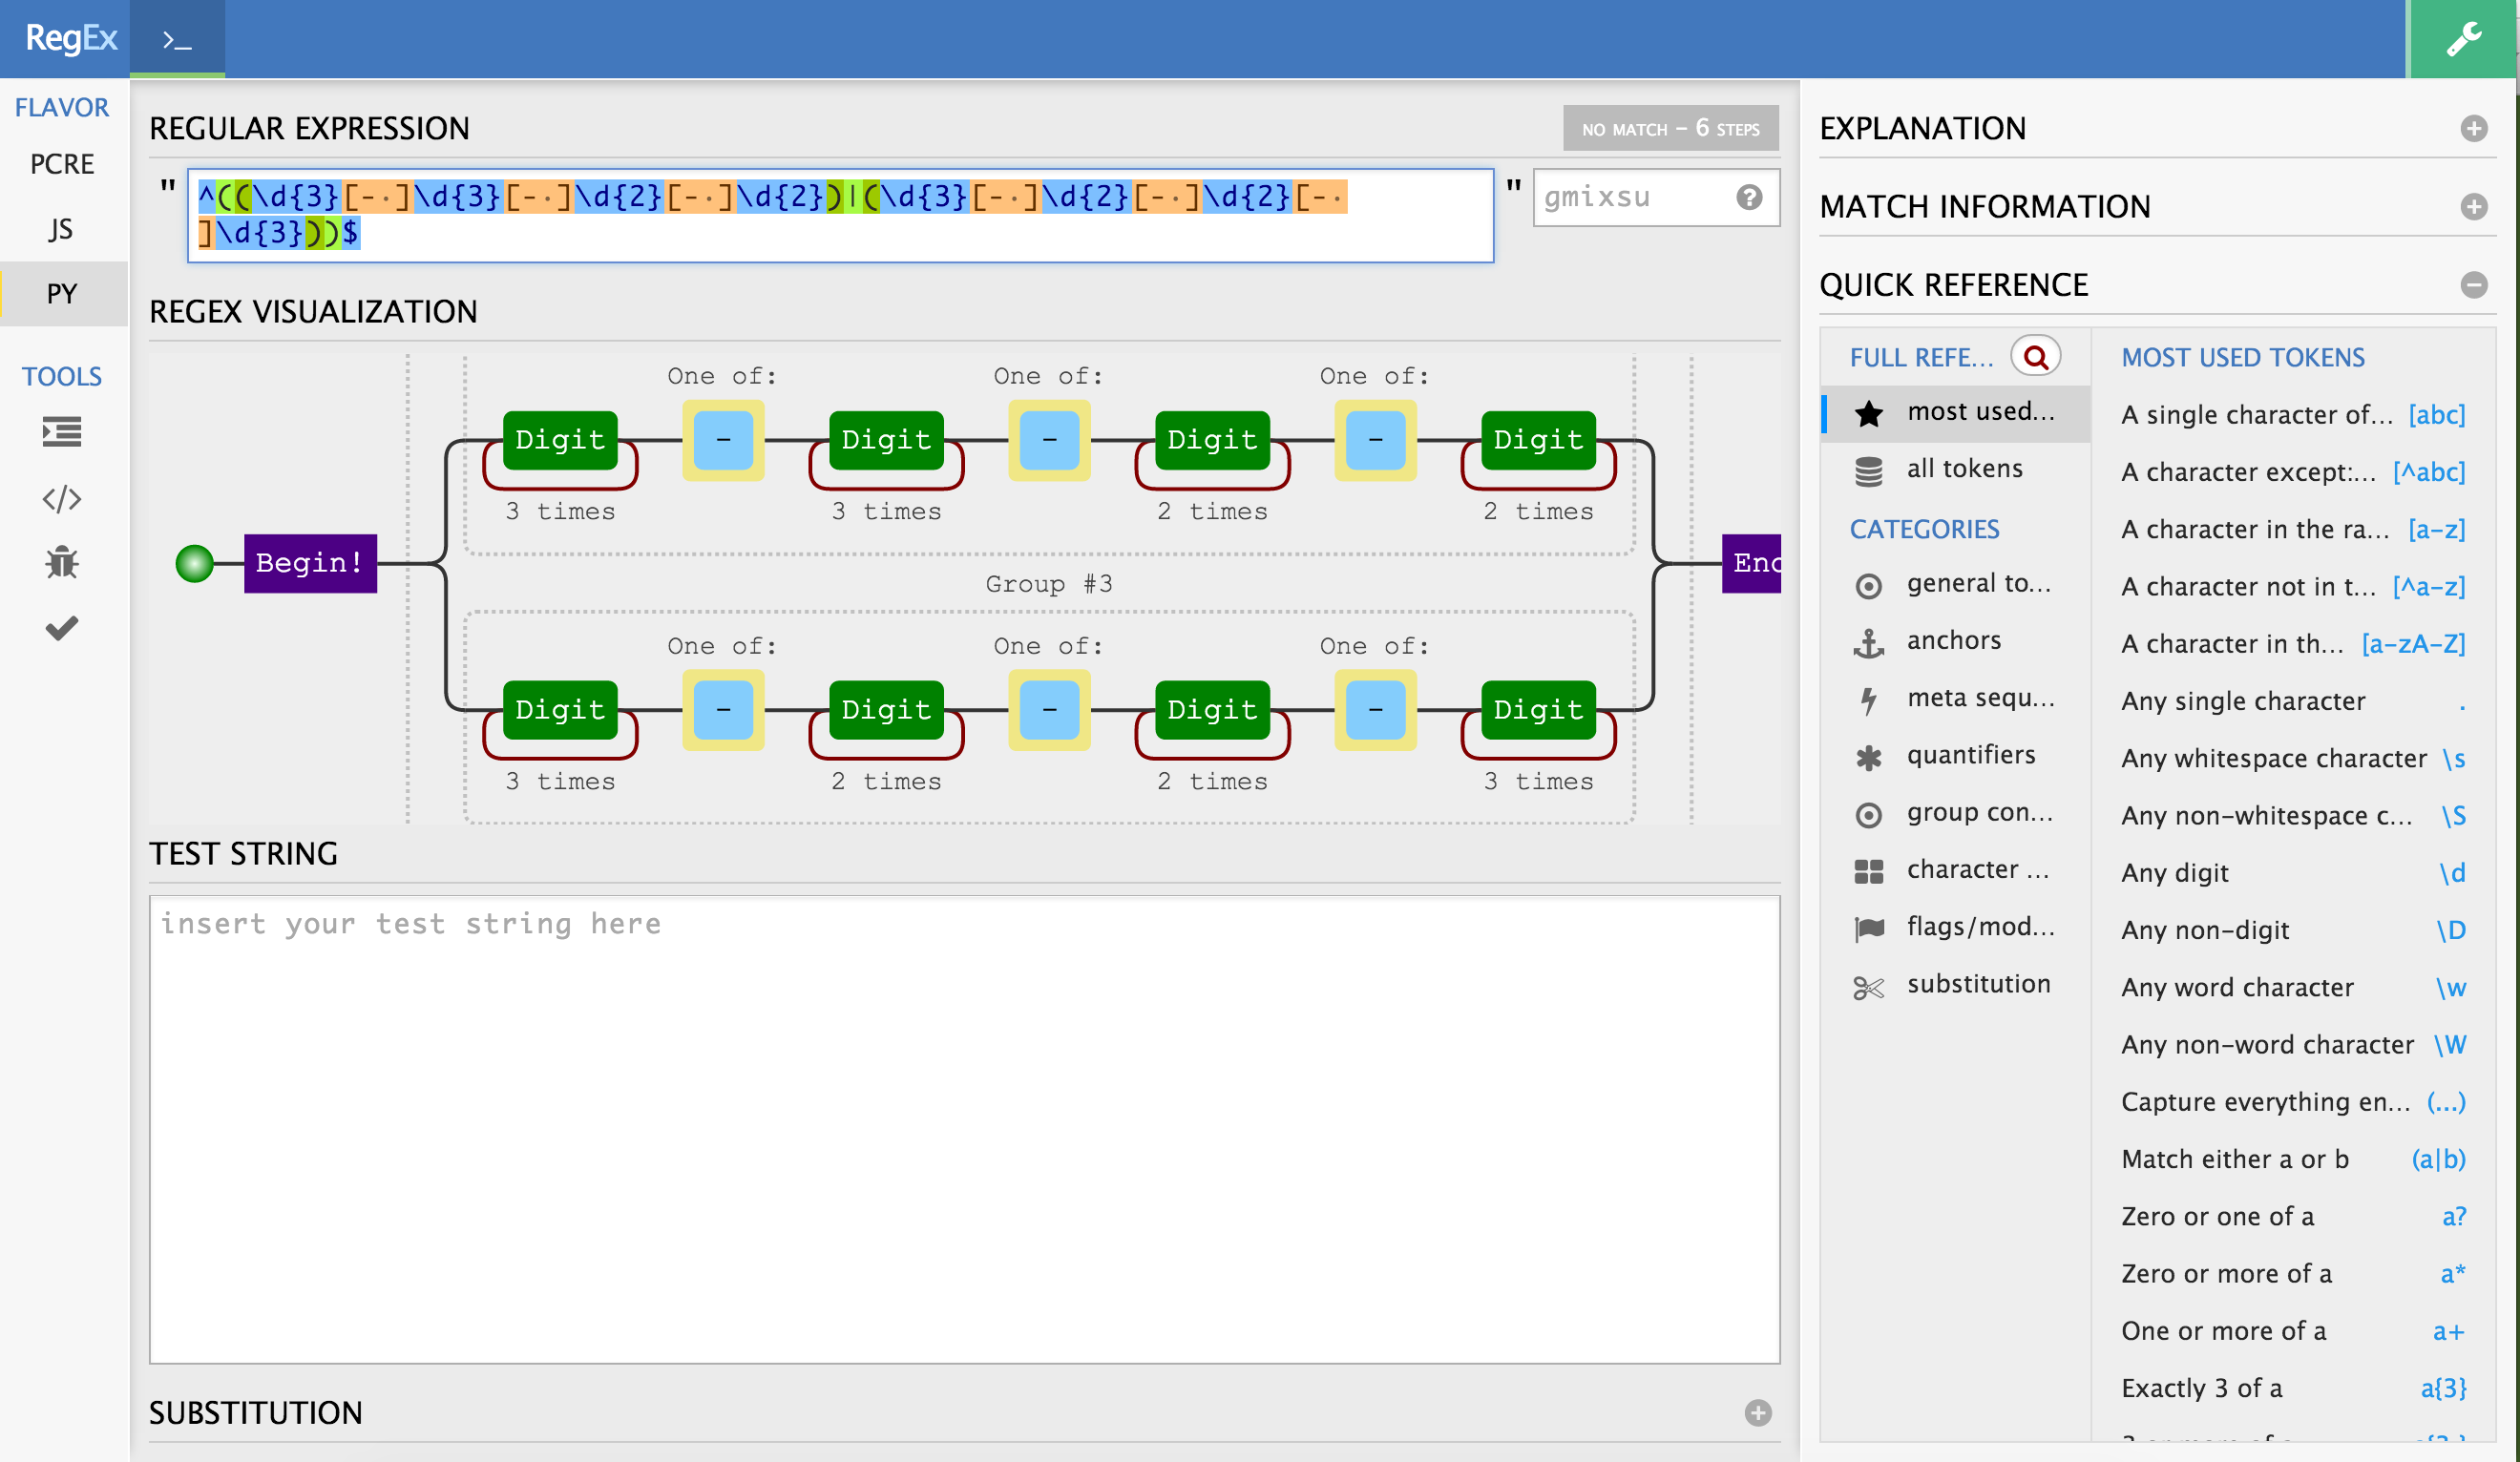 RegEx >_
FLAVOR
PCRE
JS
PY
TOOLS
REGULAR EXPRESSION
NO MATCH – 6 STEPS
" ^((\d{3}[-·]\d{3}[-·]\d{2}[-·]\d{2})|(\d{3}[-·]\d{2}[-·]\d{2}[-·
]\d{3}))$ "
gmixsu
REGEX VISUALIZATION
One of: One of: One of:
Digit - Digit - Digit - Digit
3 times 3 times 2 times 2 times
Begin! End
Group #3
One of: One of: One of:
Digit - Digit - Digit - Digit
3 times 2 times 2 times 3 times
TEST STRING
insert your test string here
SUBSTITUTION
EXPLANATION
MATCH INFORMATION
QUICK REFERENCE
FULL REFE...
most used...
all tokens
CATEGORIES
general to...
anchors
meta sequ...
quantifiers
group con...
character ...
flags/mod...
substitution
MOST USED TOKENS
A single character of... [abc]
A character except:... [^abc]
A character in the ra... [a-z]
A character not in t... [^a-z]
A character in th... [a-zA-Z]
Any single character .
Any whitespace character \s
Any non-whitespace c... \S
Any digit \d
Any non-digit \D
Any word character \w
Any non-word character \W
Capture everything en... (...)
Match either a or b (a|b)
Zero or one of a a?
Zero or more of a a*
One or more of a a+
Exactly 3 of a a{3}